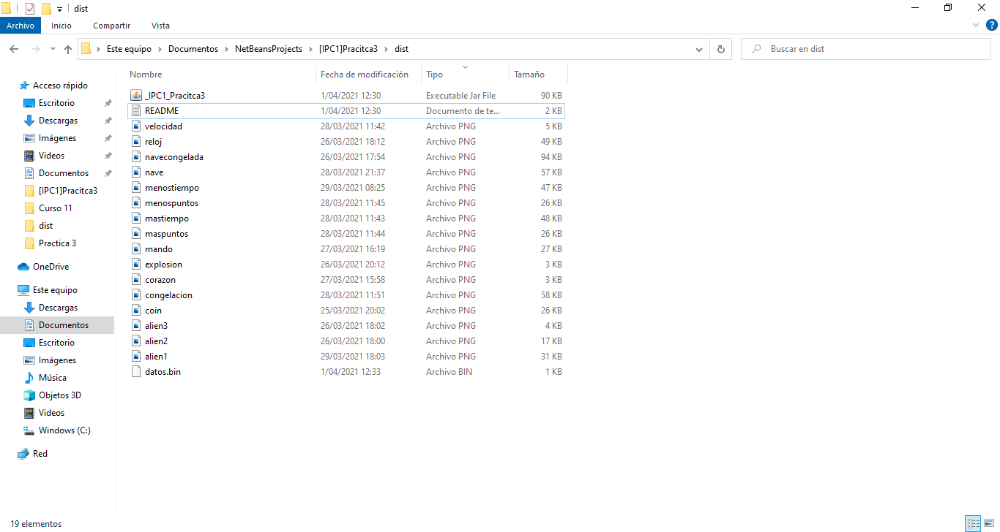 dist
Archivo Inicio Compartir Vista
Este equipo Documentos NetBeansProjects [IPC1]Pracitca3 dist Buscar en dist
Acceso rápido
Escritorio
Descargas
Imágenes
Videos
Documentos
[IPC1]Pracitca3
Curso 11
dist
Practica 3
OneDrive
Este equipo
Descargas
Documentos
Escritorio
Imágenes
Música
Objetos 3D
Videos
Windows (C:)
Red
Nombre Fecha de modificación Tipo Tamaño
_IPC1_Pracitca3 1/04/2021 12:30 Executable Jar File 90 KB
README 1/04/2021 12:30 Documento de te... 2 KB
velocidad 28/03/2021 11:42 Archivo PNG 5 KB
reloj 26/03/2021 18:12 Archivo PNG 49 KB
navecongelada 26/03/2021 17:54 Archivo PNG 94 KB
nave 28/03/2021 21:37 Archivo PNG 57 KB
menostiempo 29/03/2021 08:25 Archivo PNG 47 KB
menospuntos 28/03/2021 11:45 Archivo PNG 26 KB
mastiempo 28/03/2021 11:43 Archivo PNG 48 KB
maspuntos 28/03/2021 11:44 Archivo PNG 26 KB
mando 27/03/2021 16:19 Archivo PNG 27 KB
explosion 26/03/2021 20:12 Archivo PNG 3 KB
corazon 27/03/2021 15:58 Archivo PNG 3 KB
congelacion 28/03/2021 11:51 Archivo PNG 58 KB
coin 25/03/2021 20:02 Archivo PNG 26 KB
alien3 26/03/2021 18:02 Archivo PNG 4 KB
alien2 26/03/2021 18:00 Archivo PNG 17 KB
alien1 29/03/2021 18:03 Archivo PNG 31 KB
datos.bin 1/04/2021 12:33 Archivo BIN 1 KB
19 elementos